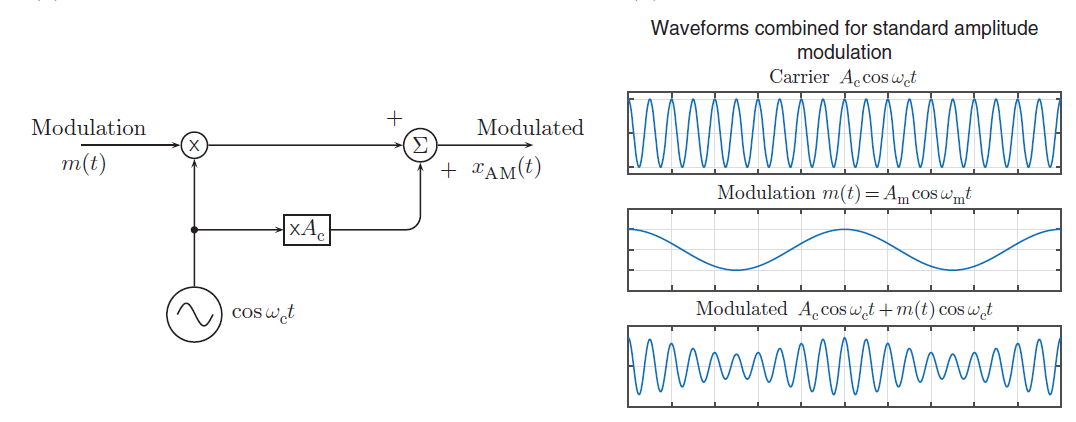 Modulation
m(t)
X
+
Σ
+
Modulated
x_AM(t)
xA_c
cos ω_c t
Waveforms combined for standard amplitude
modulation
Carrier A_c cos ω_c t
Modulation m(t) = A_m cos ω_m t
Modulated A_c cos ω_c t + m(t) cos ω_c t